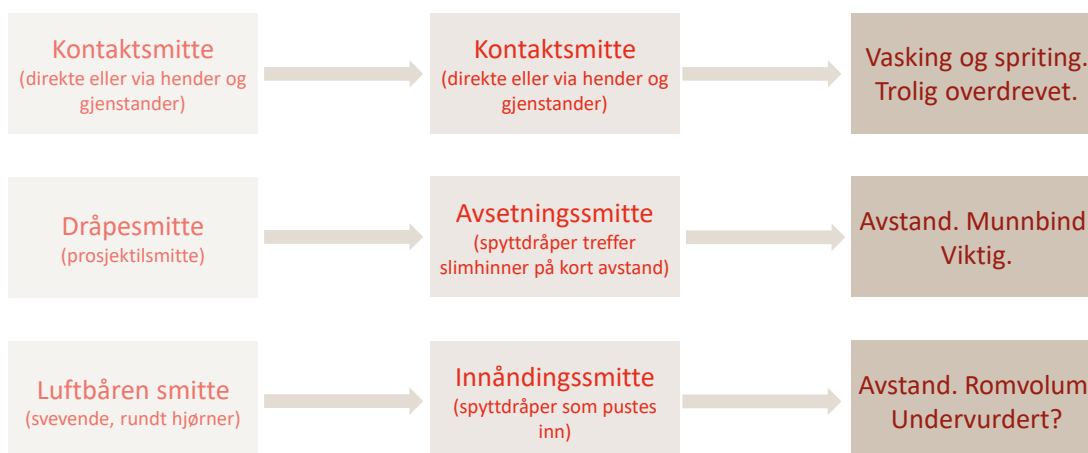 Kontaktsmitte
(direkte eller via hender og
gjenstander)
Kontaktsmitte
(direkte eller via hender og
gjenstander)
Vasking og spriting.
Trolig overdrevet.
Dråpesmitte
(prosjektilsmitte)
Avsetningssmitte
(spyttdråper treffer
slimhinner på kort avstand)
Avstand. Munnbind
Viktig.
Luftbåren smitte
(svevende, rundt hjørner)
Innåndingssmitte
(spyttdråper som pustes
inn)
Avstand. Romvolum
Undervurdert?